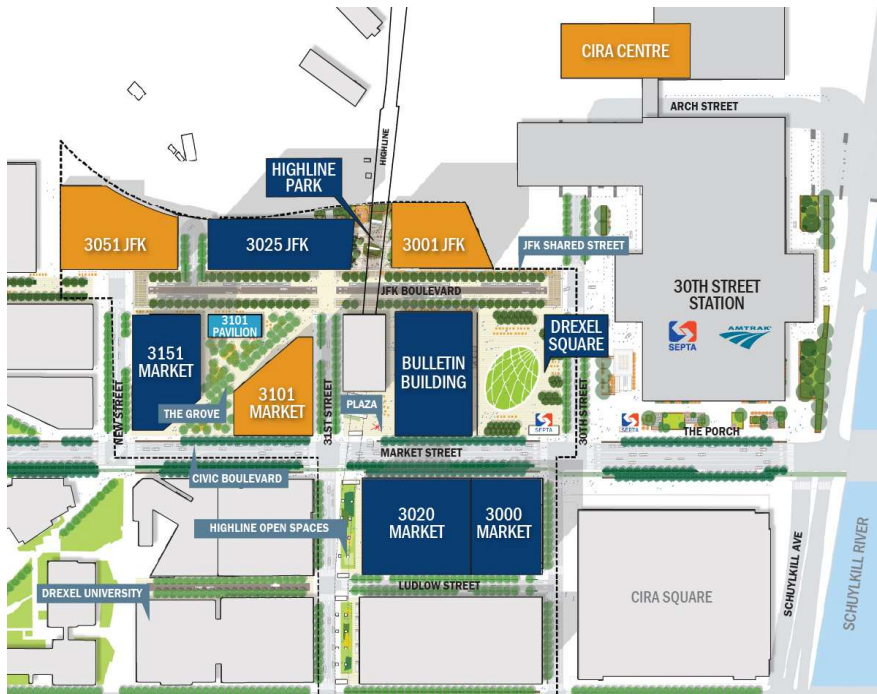 CIRA CENTRE
ARCH STREET
HIGHLINE
HIGHLINE
PARK
3051 JFK
3025 JFK
3001 JFK
JFK SHARED STREET
JFK BOULEVARD
30TH STREET
STATION
SEPTA
AMTRAK
3101
PAVILION
DREXEL
SQUARE
3151
MARKET
BULLETIN
BUILDING
3101
MARKET
THE GROVE
PLAZA
NEW STREET
31ST STREET
30TH STREET
SEPTA
SEPTA
THE PORCH
MARKET STREET
CIVIC BOULEVARD
3020
MARKET
3000
MARKET
HIGHLINE OPEN SPACES
LUDLOW STREET
DREXEL UNIVERSITY
CIRA SQUARE
SCHUYLKILL AVE
SCHUYLKILL RIVER